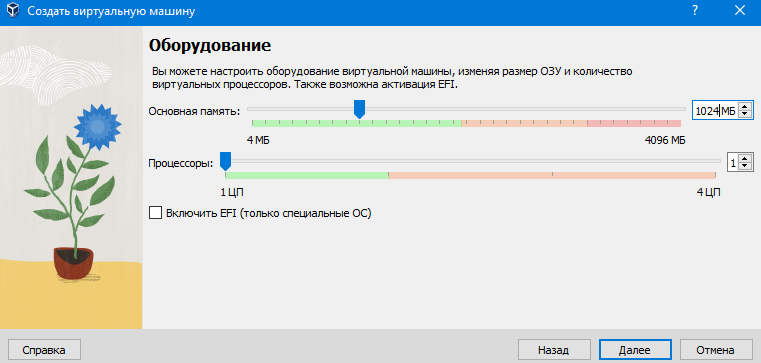 Создать виртуальную машину
?
Оборудование
Вы можете настроить оборудование виртуальной машины, изменяя размер ОЗУ и количество
виртуальных процессоров. Также возможна активация EFI.
Основная память:
1024 МБ
4 МБ
4096 МБ
Процессоры:
1
1 ЦП
4 ЦП
Включить EFI (только специальные ОС)
Справка
Назад
Далее
Отмена